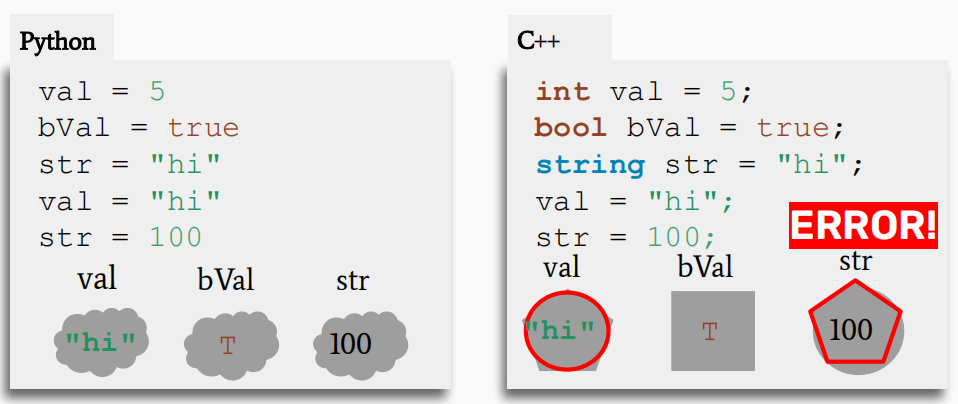 Python
val = 5
bVal = true
str = "hi"
val = "hi"
str = 100
val bVal str
"hi" T 100
C++
int val = 5;
bool bVal = true;
string str = "hi";
val = "hi";
str = 100;
ERROR!
val bVal str
"hi" T 100